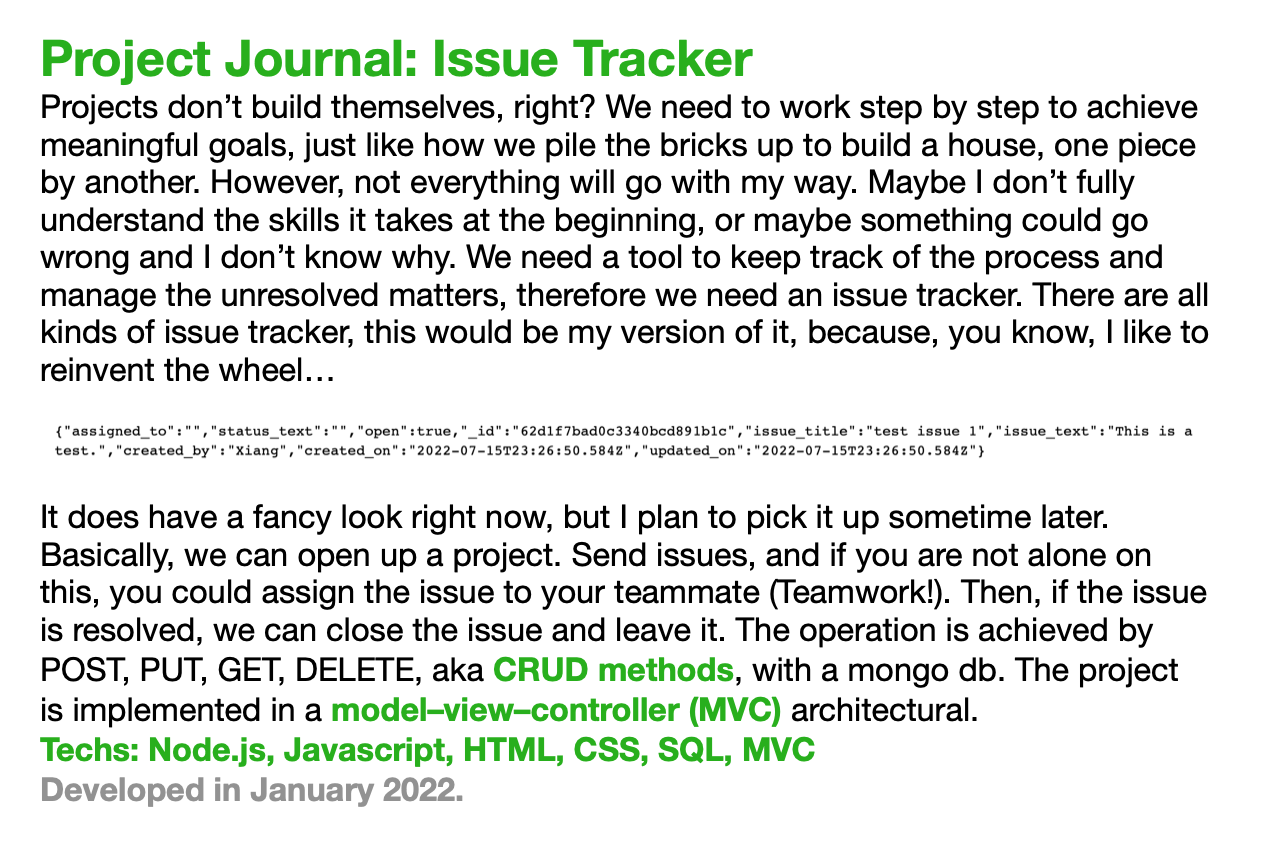 Project Journal: Issue Tracker
Projects don’t build themselves, right? We need to work step by step to achieve
meaningful goals, just like how we pile the bricks up to build a house, one piece
by another. However, not everything will go with my way. Maybe I don’t fully
understand the skills it takes at the beginning, or maybe something could go
wrong and I don’t know why. We need a tool to keep track of the process and
manage the unresolved matters, therefore we need an issue tracker. There are all
kinds of issue tracker, this would be my version of it, because, you know, I like to
reinvent the wheel…
{"assigned_to":"","status_text":"","open":true,"_id":"62d1f7bad0c3340bcd891b1c","issue_title":"test issue 1","issue_text":"This is a
test.","created_by":"Xiang","created_on":"2022-07-15T23:26:50.584Z","updated_on":"2022-07-15T23:26:50.584Z"}
It does have a fancy look right now, but I plan to pick it up sometime later.
Basically, we can open up a project. Send issues, and if you are not alone on
this, you could assign the issue to your teammate (Teamwork!). Then, if the issue
is resolved, we can close the issue and leave it. The operation is achieved by
POST, PUT, GET, DELETE, aka CRUD methods, with a mongo db. The project
is implemented in a model–view–controller (MVC) architectural.
Techs: Node.js, Javascript, HTML, CSS, SQL, MVC
Developed in January 2022.